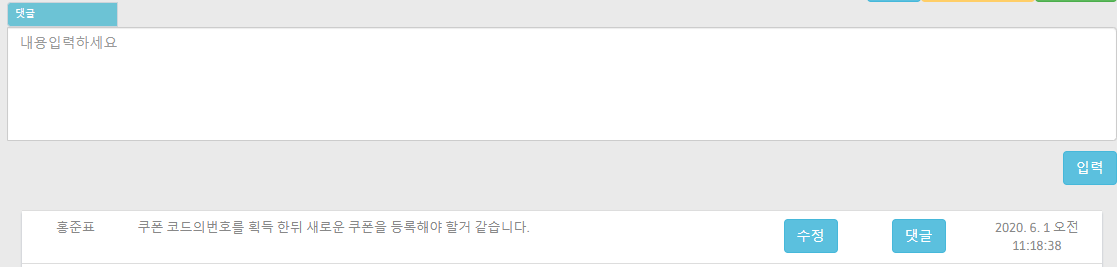 댓글
내용입력하세요
입력
홍준표 쿠폰 코드의번호를 획득 한뒤 새로운 쿠폰을 등록해야 할거 같습니다. 수정 댓글 2020. 6. 1 오전
11:18:38